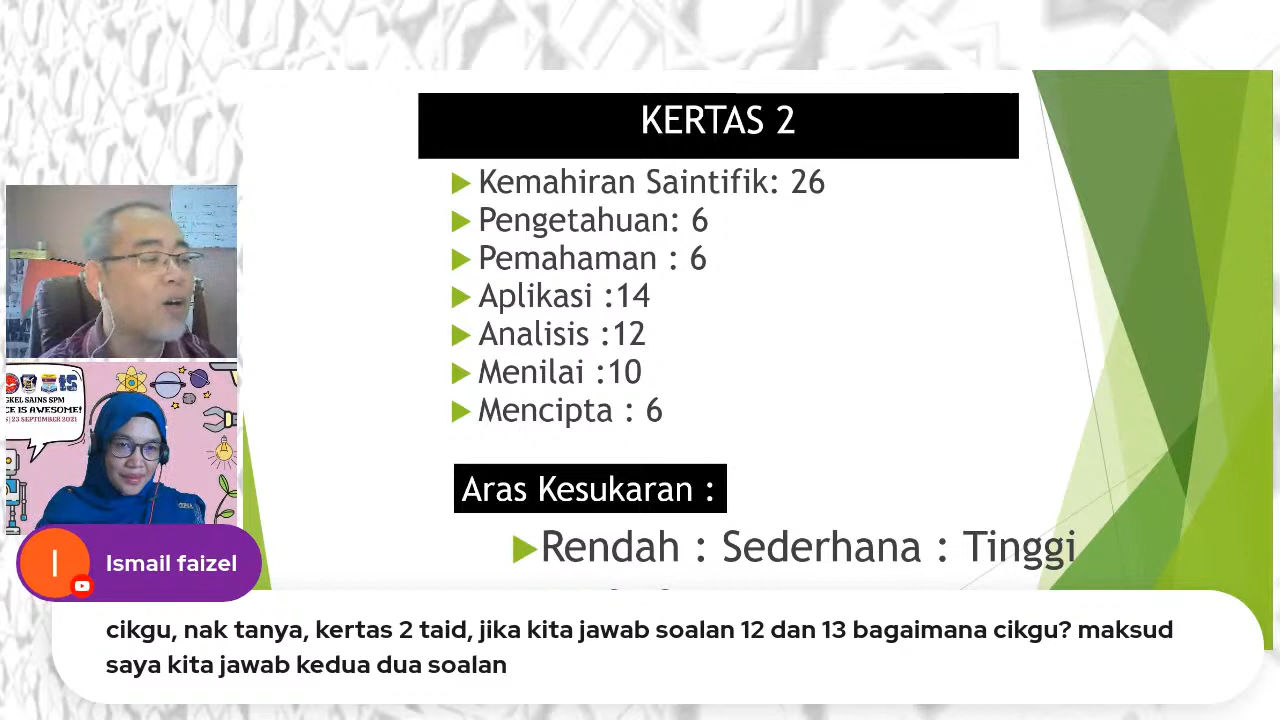 KERTAS 2
Kemahiran Saintifik: 26
Pengetahuan: 6
Pemahaman : 6
Aplikasi :14
Analisis :12
Menilai :10
Mencipta : 6
Aras Kesukaran :
Rendah : Sederhana : Tinggi
GKEL SAINS SPM
CE IS AWESOME!
23 SEPTEMBER 2021
I
Ismail faizel
cikgu, nak tanya, kertas 2 taid, jika kita jawab soalan 12 dan 13 bagaimana cikgu? maksud
saya kita jawab kedua dua soalan